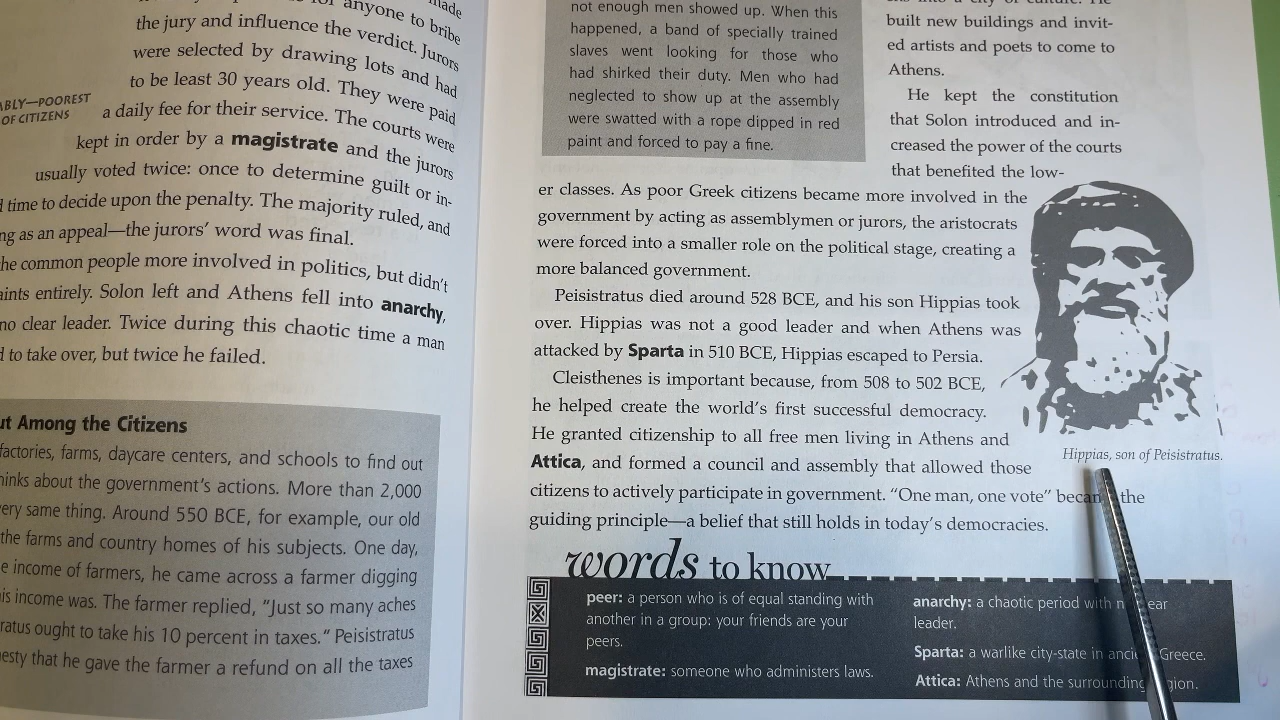 made
for anyone to bribe
the jury and influence the verdict. Jurors
were selected by drawing lots and had
to be least 30 years old. They were paid
ABLY—POOREST
OF CITIZENS
a daily fee for their service. The courts were
kept in order by a magistrate and the jurors
usually voted twice: once to determine guilt or in-
time to decide upon the penalty. The majority ruled, and
ng as an appeal—the jurors' word was final.
he common people more involved in politics, but didn't
aints entirely. Solon left and Athens fell into anarchy,
no clear leader. Twice during this chaotic time a man
d to take over, but twice he failed.
ut Among the Citizens
factories, farms, daycare centers, and schools to find out
hinks about the government's actions. More than 2,000
ery same thing. Around 550 BCE, for example, our old
the farms and country homes of his subjects. One day,
e income of farmers, he came across a farmer digging
is income was. The farmer replied, "Just so many aches
ratus ought to take his 10 percent in taxes." Peisistratus
esty that he gave the farmer a refund on all the taxes
not enough men showed up. When this
happened, a band of specially trained
slaves went looking for those who
had shirked their duty. Men who had
neglected to show up at the assembly
were swatted with a rope dipped in red
paint and forced to pay a fine.
into a city of culture. He
built new buildings and invit-
ed artists and poets to come to
Athens.
He kept the constitution
that Solon introduced and in-
creased the power of the courts
that benefited the low-
er classes. As poor Greek citizens became more involved in the
government by acting as assemblymen or jurors, the aristocrats
were forced into a smaller role on the political stage, creating a
more balanced government.
Peisistratus died around 528 BCE, and his son Hippias took
over. Hippias was not a good leader and when Athens was
attacked by Sparta in 510 BCE, Hippias escaped to Persia.
Cleisthenes is important because, from 508 to 502 BCE,
he helped create the world's first successful democracy.
He granted citizenship to all free men living in Athens and
Attica, and formed a council and assembly that allowed those
citizens to actively participate in government. "One man, one vote" becam the
guiding principle—a belief that still holds in today's democracies.
Hippias, son of Peisistratus.
words to know
peer: a person who is of equal standing with
another in a group: your friends are your
peers.
magistrate: someone who administers laws.
anarchy: a chaotic period with n ear
leader.
Sparta: a warlike city-state in anci Greece.
Attica: Athens and the surrounding gion.